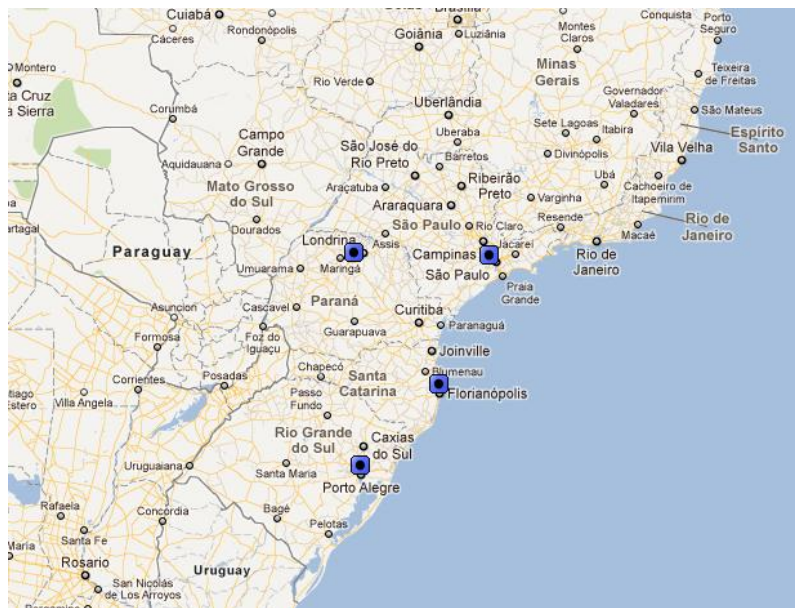 Cuiabá
Cáceres
Rondonópolis
Goiânia
Luziânia
Montes
Claros
Conquista
Porto
Seguro
Montero
Minas
Gerais
Teixeira
de Freitas
Rio Verde
Governador
Valadares
Corumbá
Uberlândia
São Mateus
Campo
Grande
São José do
Rio Preto
Uberaba
Sete Lagoas
Itabira
Espírito
Santo
Barretos
Divinópolis
Vila Velha
Aquidauana
Mato Grosso
do Sul
Araçatuba
Ribeirão
Preto
Ubá
Cachoeiro de
Itapemirim
Araraquara
Varginha
Dourados
São Paulo
Rio Claro
Resende
Macaé
Rio de
Janeiro
Paraguay
Londrina
Assis
Campinas
Jacareí
Rio de
Janeiro
Umuarama
Maringá
São Paulo
Praia
Grande
Paraná
Asuncion
Cascavel
Curitiba
Paranaguá
Formosa
Foz do
Iguaçu
Guarapuava
Joinville
Chapecó
Blumenau
Corrientes
Posadas
Santa
Catarina
Villa Angela
Passo
Fundo
Florianópolis
Rio Grande
do Sul
Caxias
do Sul
Uruguaiana
Santa Maria
Porto Alegre
Rafaela
Concordia
Bagé
Santa Fe
Pelotas
Rosario
Uruguay
San Nicolás
de Los Arroyos